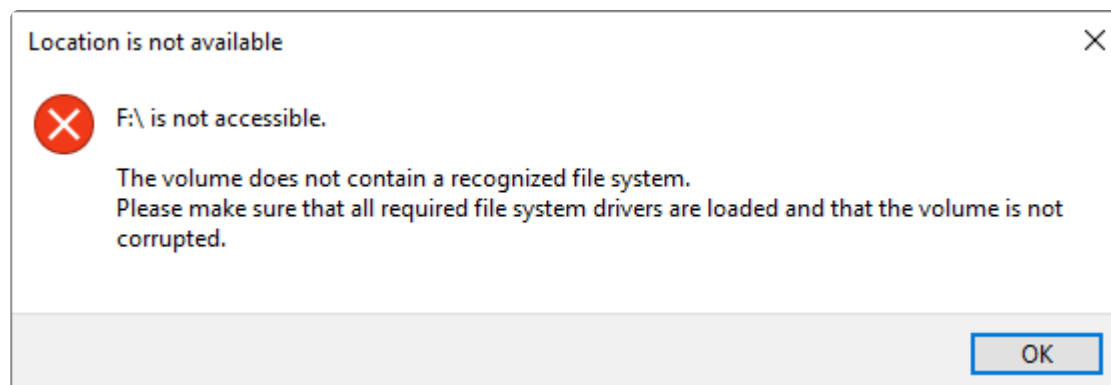 Location is not available
F:\ is not accessible.
The volume does not contain a recognized file system.
Please make sure that all required file system drivers are loaded and that the volume is not
corrupted.
OK